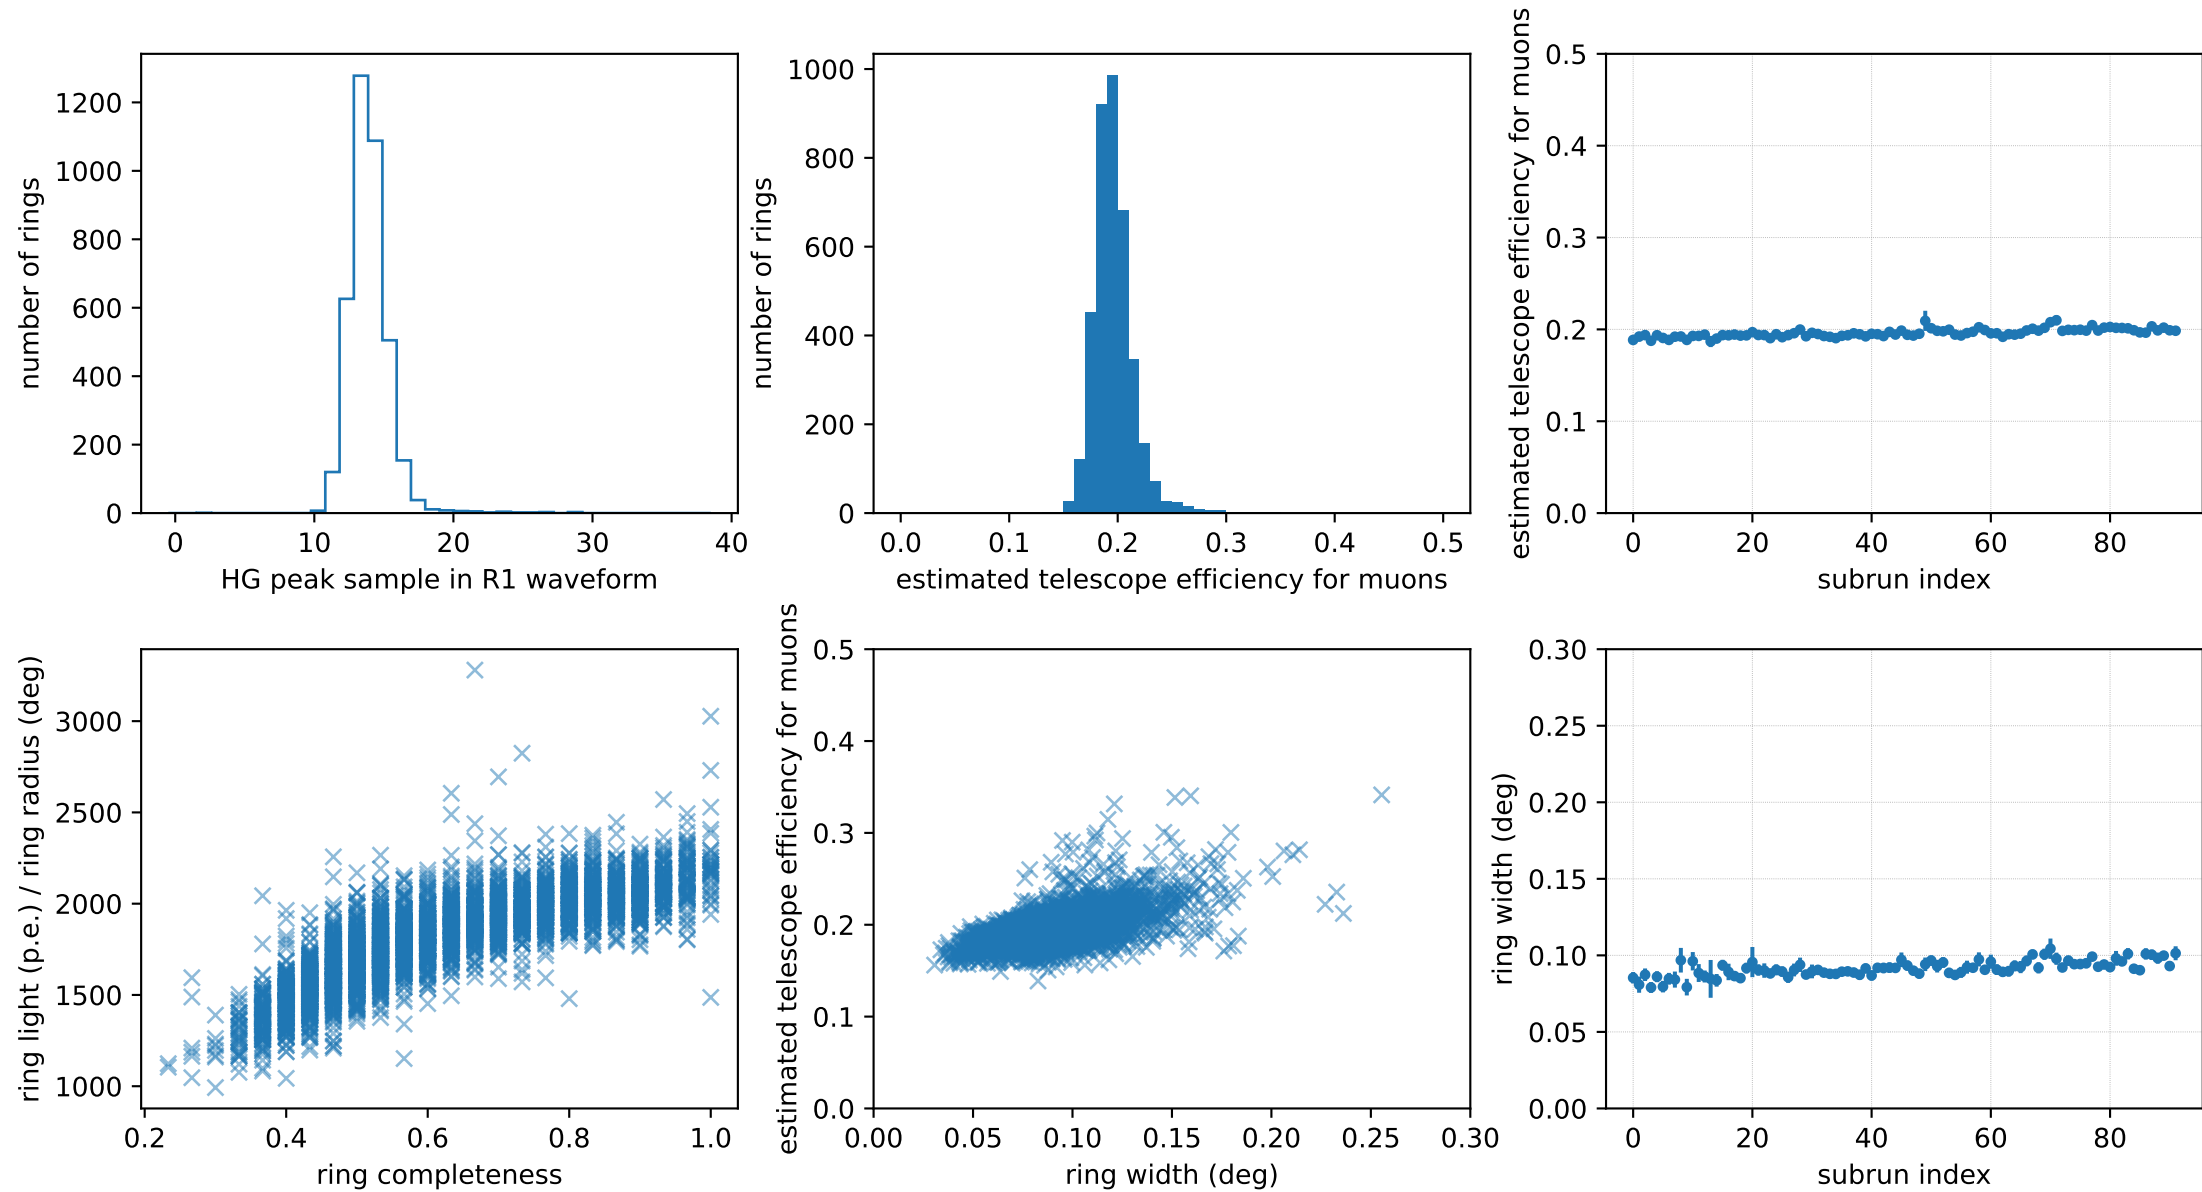 number of rings
1200
1000
800
600
400
200
0
0 10 20 30 40
HG peak sample in R1 waveform
number of rings
1000
800
600
400
200
0
0.0 0.1 0.2 0.3 0.4 0.5
estimated telescope efficiency for muons
estimated telescope efficiency for muons
0.5
0.4
0.3
0.2
0.1
0.0
0 20 40 60 80
subrun index
ring light (p.e.) / ring radius (deg)
3000
2500
2000
1500
1000
0.2 0.4 0.6 0.8 1.0
ring completeness
estimated telescope efficiency for muons
0.5
0.4
0.3
0.2
0.1
0.0
0.00 0.05 0.10 0.15 0.20 0.25 0.30
ring width (deg)
ring width (deg)
0.30
0.25
0.20
0.15
0.10
0.05
0.00
0 20 40 60 80
subrun index